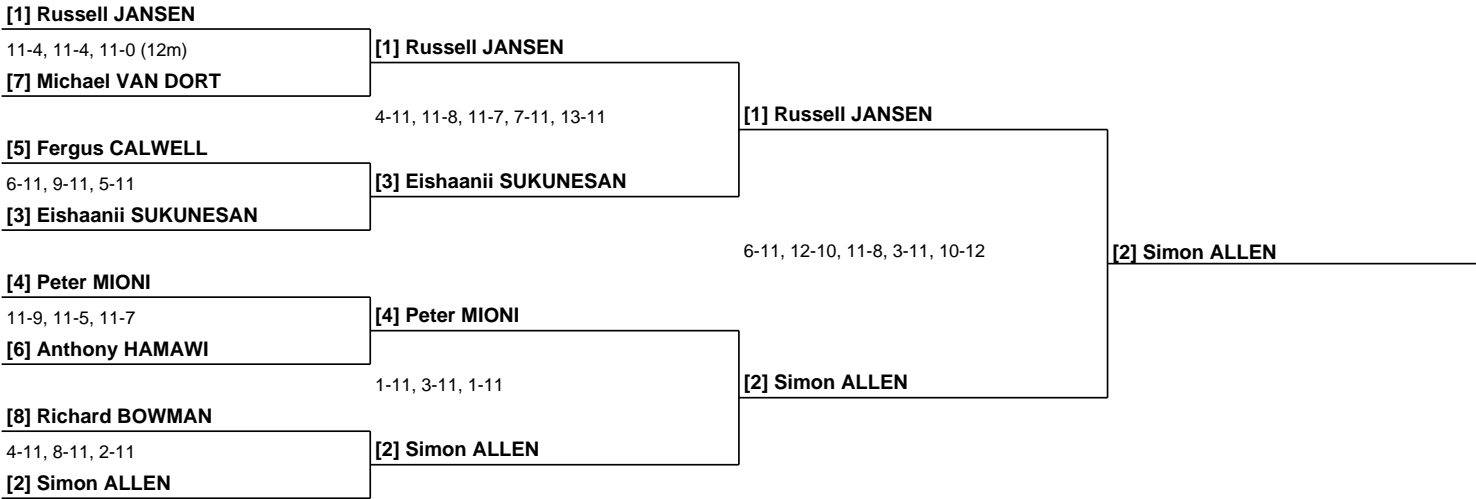 [1] Russell JANSEN
11-4, 11-4, 11-0 (12m)
[7] Michael VAN DORT
[5] Fergus CALWELL
6-11, 9-11, 5-11
[3] Eishaanii SUKUNESAN
[4] Peter MIONI
11-9, 11-5, 11-7
[6] Anthony HAMAWI
[8] Richard BOWMAN
4-11, 8-11, 2-11
[2] Simon ALLEN
[1] Russell JANSEN
4-11, 11-8, 11-7, 7-11, 13-11
[3] Eishaanii SUKUNESAN
[4] Peter MIONI
1-11, 3-11, 1-11
[2] Simon ALLEN
[1] Russell JANSEN
6-11, 12-10, 11-8, 3-11, 10-12
[2] Simon ALLEN
[2] Simon ALLEN